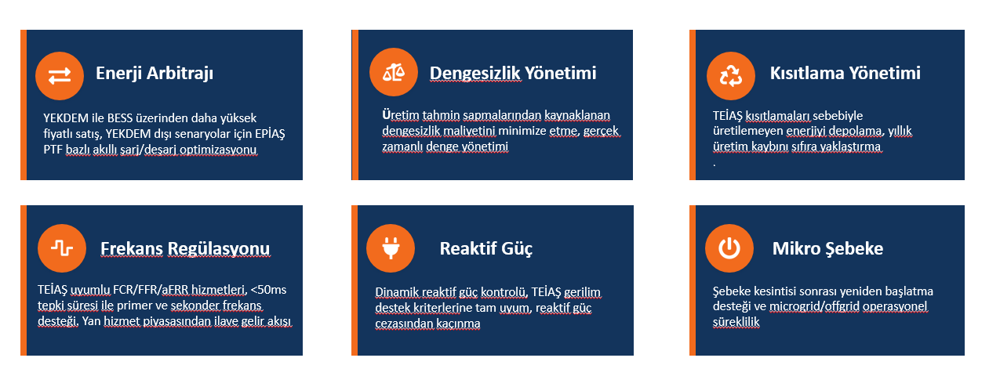 Enerji Arbitrajı
YEKDEM ile BESS üzerinden daha yüksek
fiyatlı satış, YEKDEM dışı senaryolar için EPİAŞ
PTF bazlı akıllı şarj/deşarj optimizasyonu
Dengesizlik Yönetimi
Üretim tahmin sapmalarından kaynaklanan
dengesizlik maliyetini minimize etme, gerçek
zamanlı denge yönetimi
Kısıtlama Yönetimi
TEİAŞ kısıtlamaları sebebiyle
üretilemeyen enerjiyi depolama, yıllık
üretim kaybını sıfıra yaklaştırma
.
Frekans Regülasyonu
TEİAŞ uyumlu FCR/FFR/aFRR hizmetleri, <50ms
tepki süresi ile primer ve sekonder frekans
desteği, Yan hizmet piyasasından ilave gelir akışı
Reaktif Güç
Dinamik reaktif güç kontrolü, TEİAŞ gerilim
destek kriterlerine tam uyum, reaktif güç
cezasından kaçınma
Mikro Şebeke
Şebeke kesintisi sonrası yeniden başlatma
desteği ve microgrid/offgrid operasyonel
süreklilik